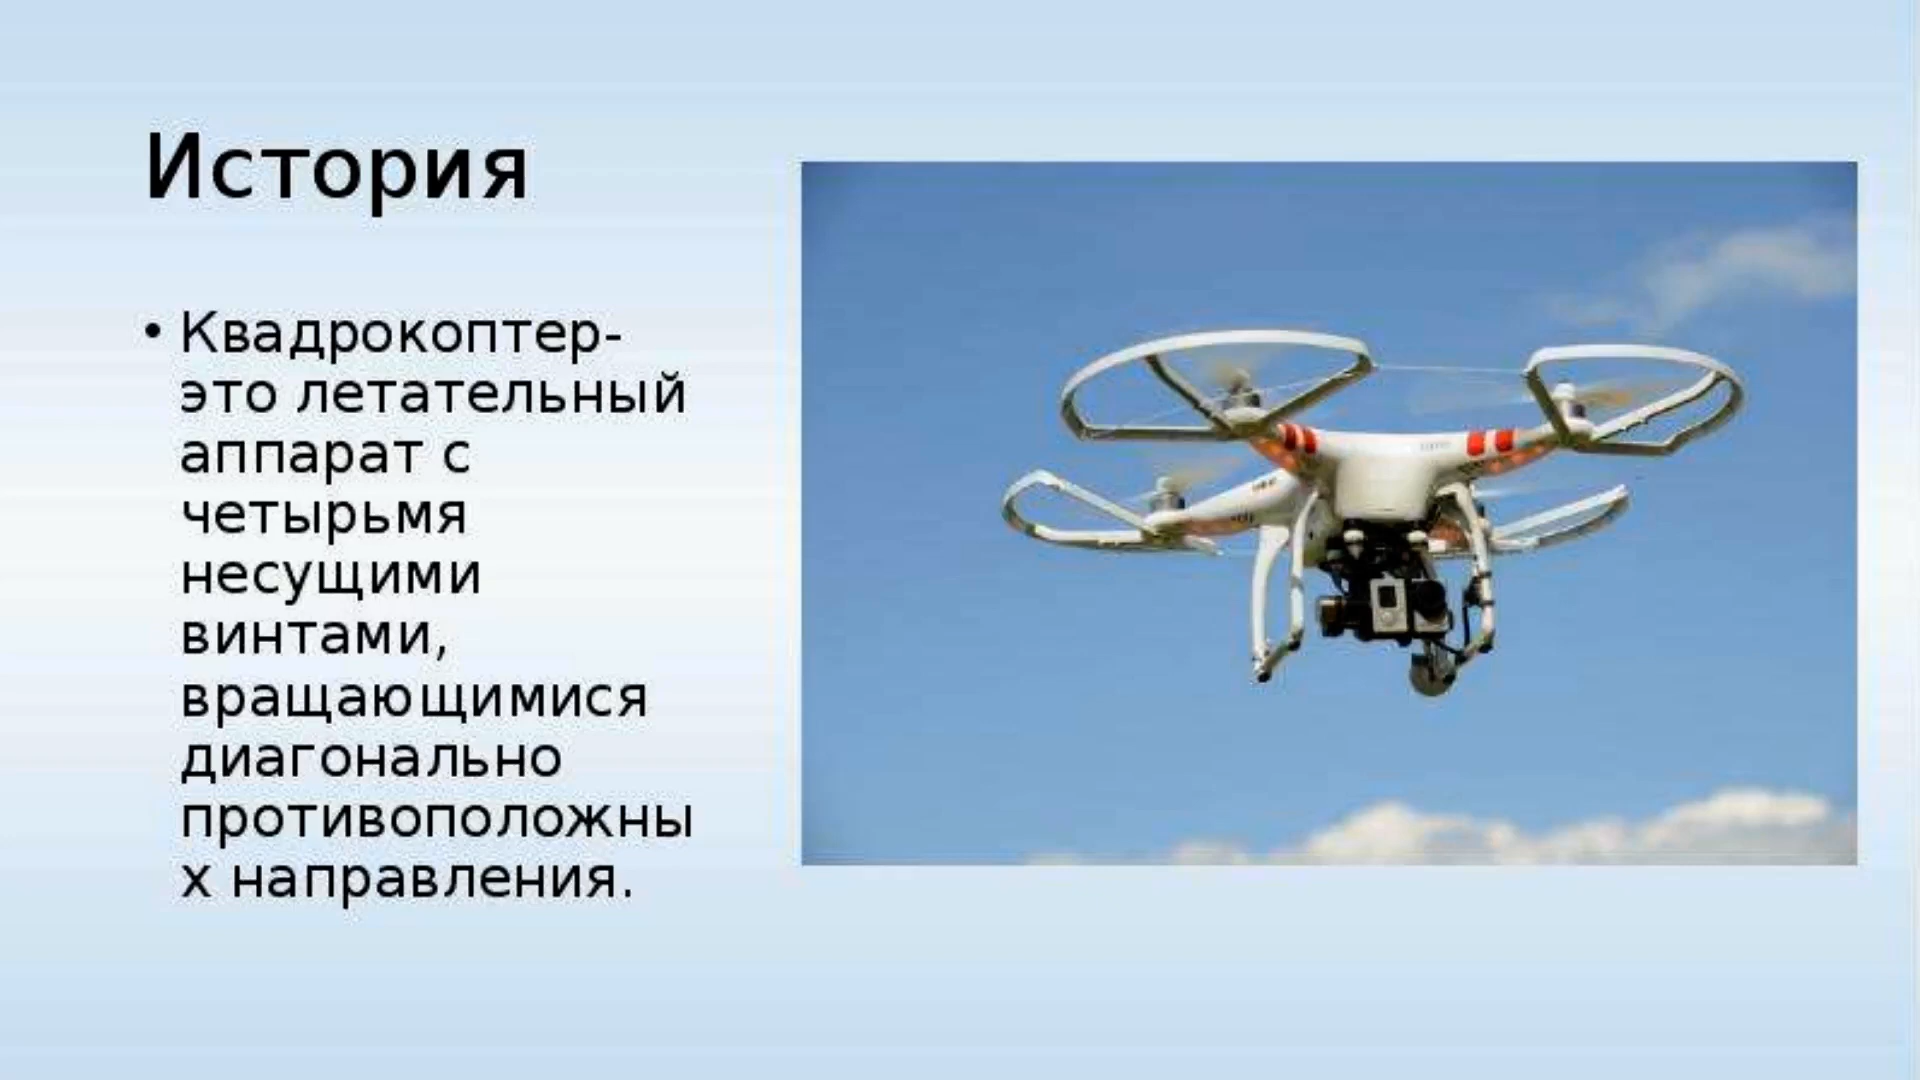 История
• Квадрокоптер-
это летательный
аппарат с
четырьмя
несущими
винтами,
вращающимися
диагонально
противоположны
х направления.